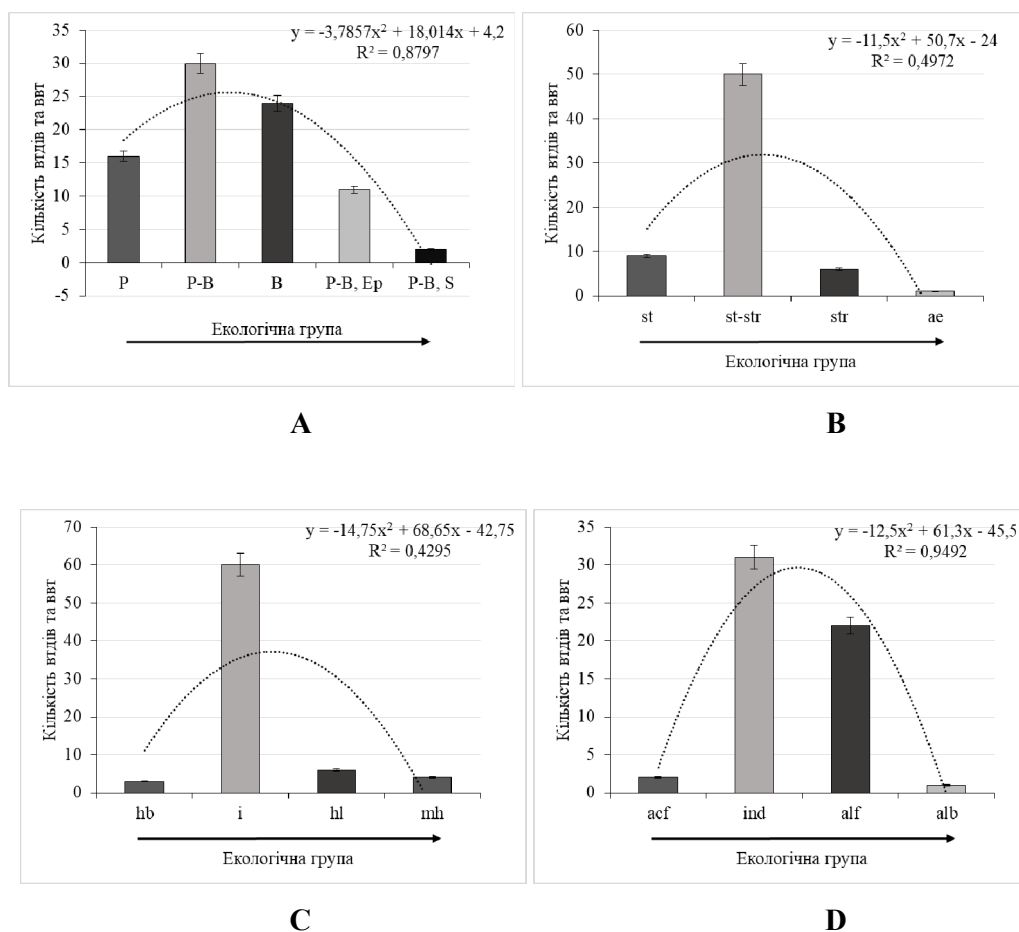 y = -3,7857x² + 18,014x + 4,2
R² = 0,8797
Кількість втдів та ввт
35
30
25
20
15
10
5
0
-5
P P-B B P-B, Ep P-B, S
Екологічна група
A
y = -11,5x² + 50,7x - 24
R² = 0,4972
Кількість втдів та ввт
60
50
40
30
20
10
0
st st-str str ae
Екологічна група
B
y = -14,75x² + 68,65x - 42,75
R² = 0,4295
Кількість втдів та ввт
70
60
50
40
30
20
10
0
hb i hl mh
Екологічна група
C
y = -12,5x² + 61,3x - 45,5
R² = 0,9492
Кількість втдів та ввт
35
30
25
20
15
10
5
0
acf ind alf alb
Екологічна група
D